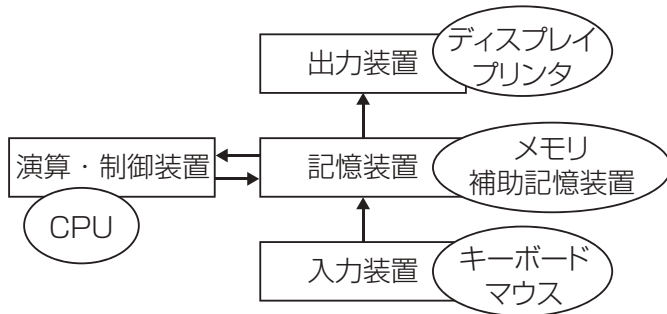 出力装置
ディスプレイ
プリンタ
演算・制御装置
CPU
記憶装置
メモリ
補助記憶装置
入力装置
キーボード
マウス